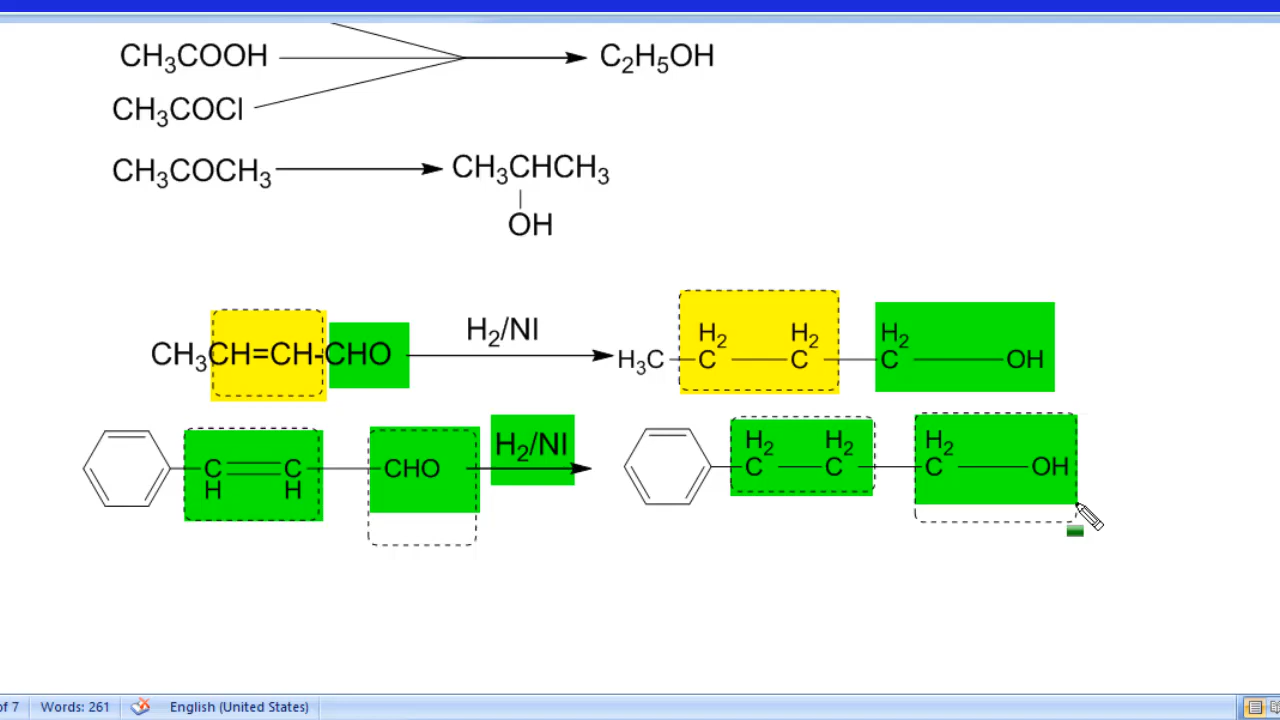 CH3COOH C2H5OH
CH3COCl
CH3COCH3 CH3CHCH3
OH
CH3CH=CH-CHO H2/NI H3C C H2 C H2 C H2 OH
C H C H CHO H2/NI C H2 C H2 C H2 OH
of 7 Words: 261 English (United States)